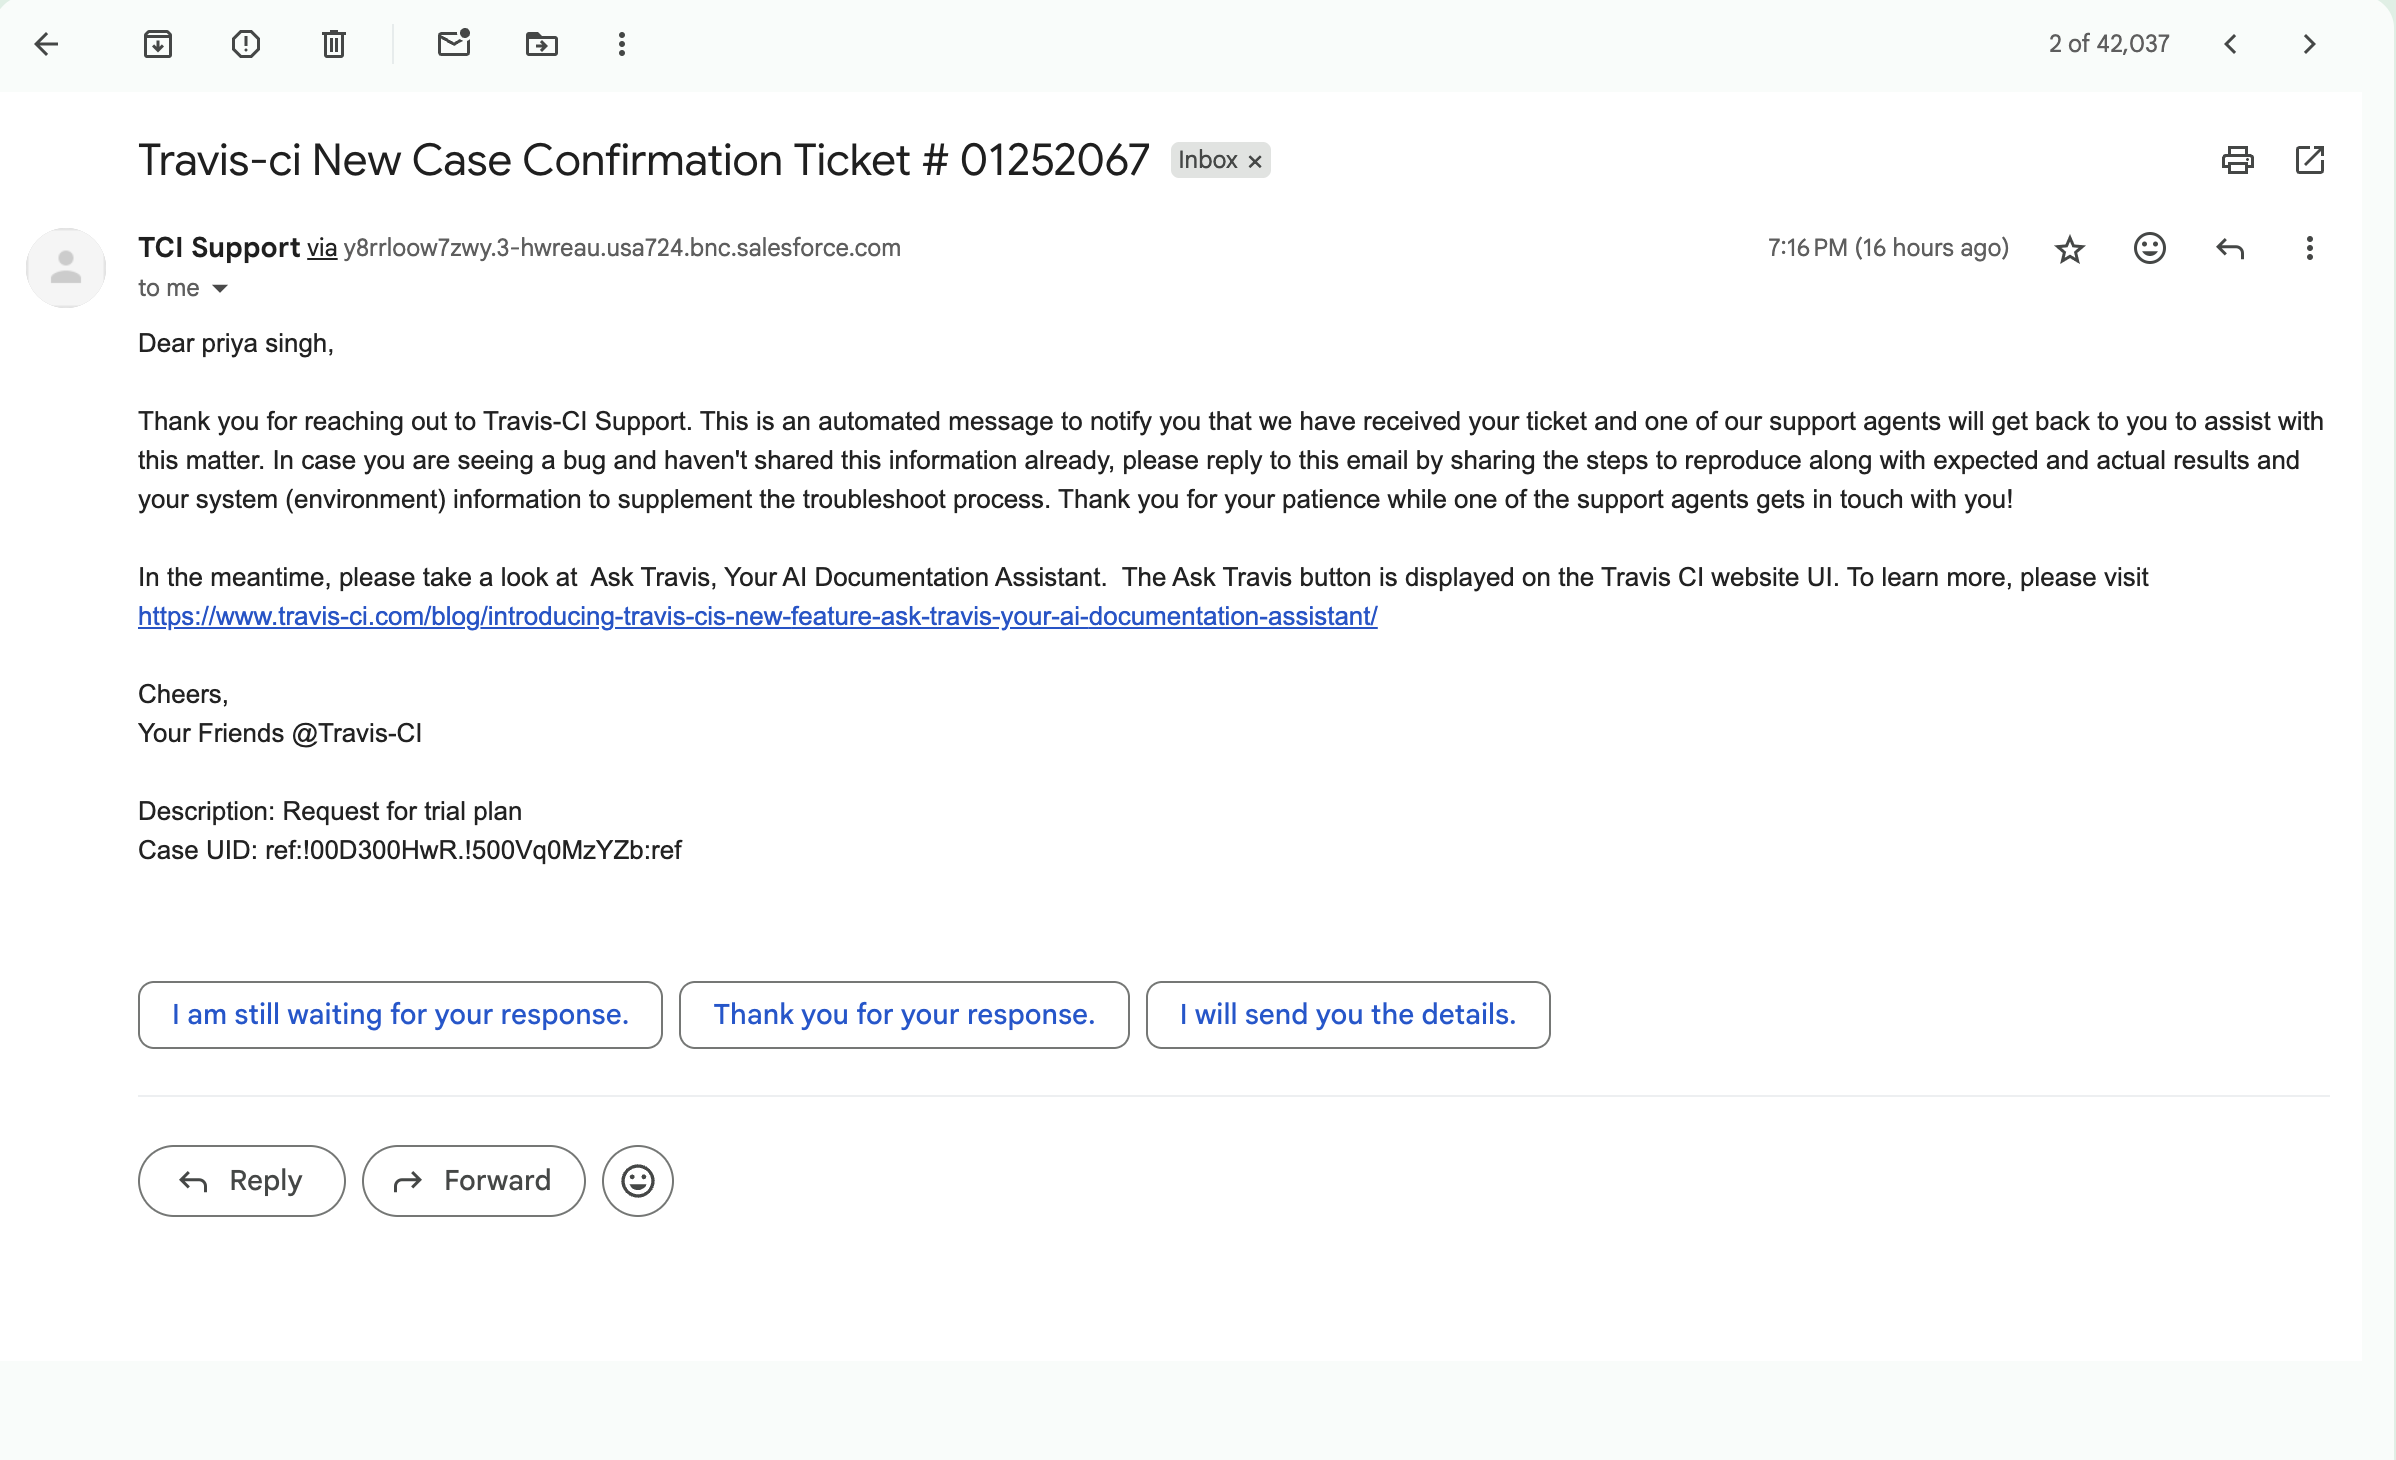 2 of 42,037
Travis-ci New Case Confirmation Ticket # 01252067 Inbox ×
TCI Support via y8rrloow7zwy.3-hwreau.usa724.bnc.salesforce.com 7:16 PM (16 hours ago)
to me
Dear priya singh,
Thank you for reaching out to Travis-CI Support. This is an automated message to notify you that we have received your ticket and one of our support agents will get back to you to assist with
this matter. In case you are seeing a bug and haven't shared this information already, please reply to this email by sharing the steps to reproduce along with expected and actual results and
your system (environment) information to supplement the troubleshoot process. Thank you for your patience while one of the support agents gets in touch with you!
In the meantime, please take a look at  Ask Travis, Your AI Documentation Assistant.  The Ask Travis button is displayed on the Travis CI website UI. To learn more, please visit
https://www.travis-ci.com/blog/introducing-travis-cis-new-feature-ask-travis-your-ai-documentation-assistant/
Cheers,
Your Friends @Travis-CI
Description: Request for trial plan
Case UID: ref:!00D300HwR.!500Vq0MzYZb:ref
I am still waiting for your response. Thank you for your response. I will send you the details.
Reply Forward